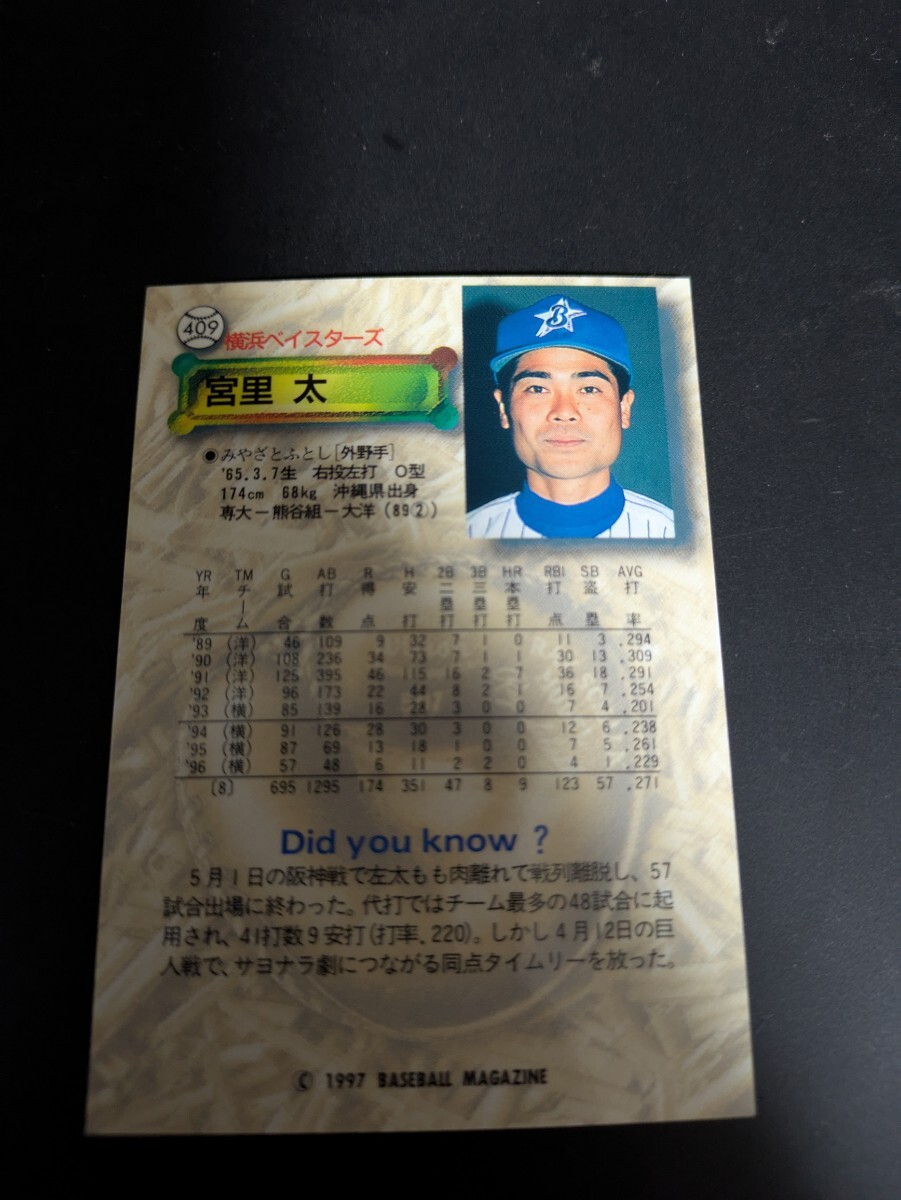 409
横浜ベイスターズ
B
宮里 太
●みやざとふとし[外野手]
'65.3.7生 右投左打 O型
174cm 68kg 沖縄県出身
専大－熊谷組－大洋(89②)
YR TM G AB R H 2B 3B HR RBI SB AVG
年度 チーム 試合 打数 得点 安打 二塁打 三塁打 本塁打 打点 盗塁 打率
'89 (洋) 46 109 9 32 7 1 0 11 3 .294
'90 (洋) 108 236 34 73 7 1 1 30 13 .309
'91 (洋) 125 395 46 115 16 2 7 36 18 .291
'92 (洋) 96 173 22 44 8 2 1 16 7 .254
'93 (横) 85 139 16 28 3 0 0 7 4 .201
'94 (横) 91 126 28 30 3 0 0 12 6 .238
'95 (横) 87 69 13 18 1 0 0 7 5 .261
'96 (横) 57 48 6 11 2 2 0 4 1 .229
〔8〕 695 1295 174 351 47 8 9 123 57 .271
Did you know ?
5月1日の阪神戦で左太もも肉離れで戦列離脱し、57
試合出場に終わった。代打ではチーム最多の48試合に起
用され、41打数9安打(打率.220)。しかし4月12日の巨
人戦で、サヨナラ劇につながる同点タイムリーを放った。
© 1997 BASEBALL MAGAZINE